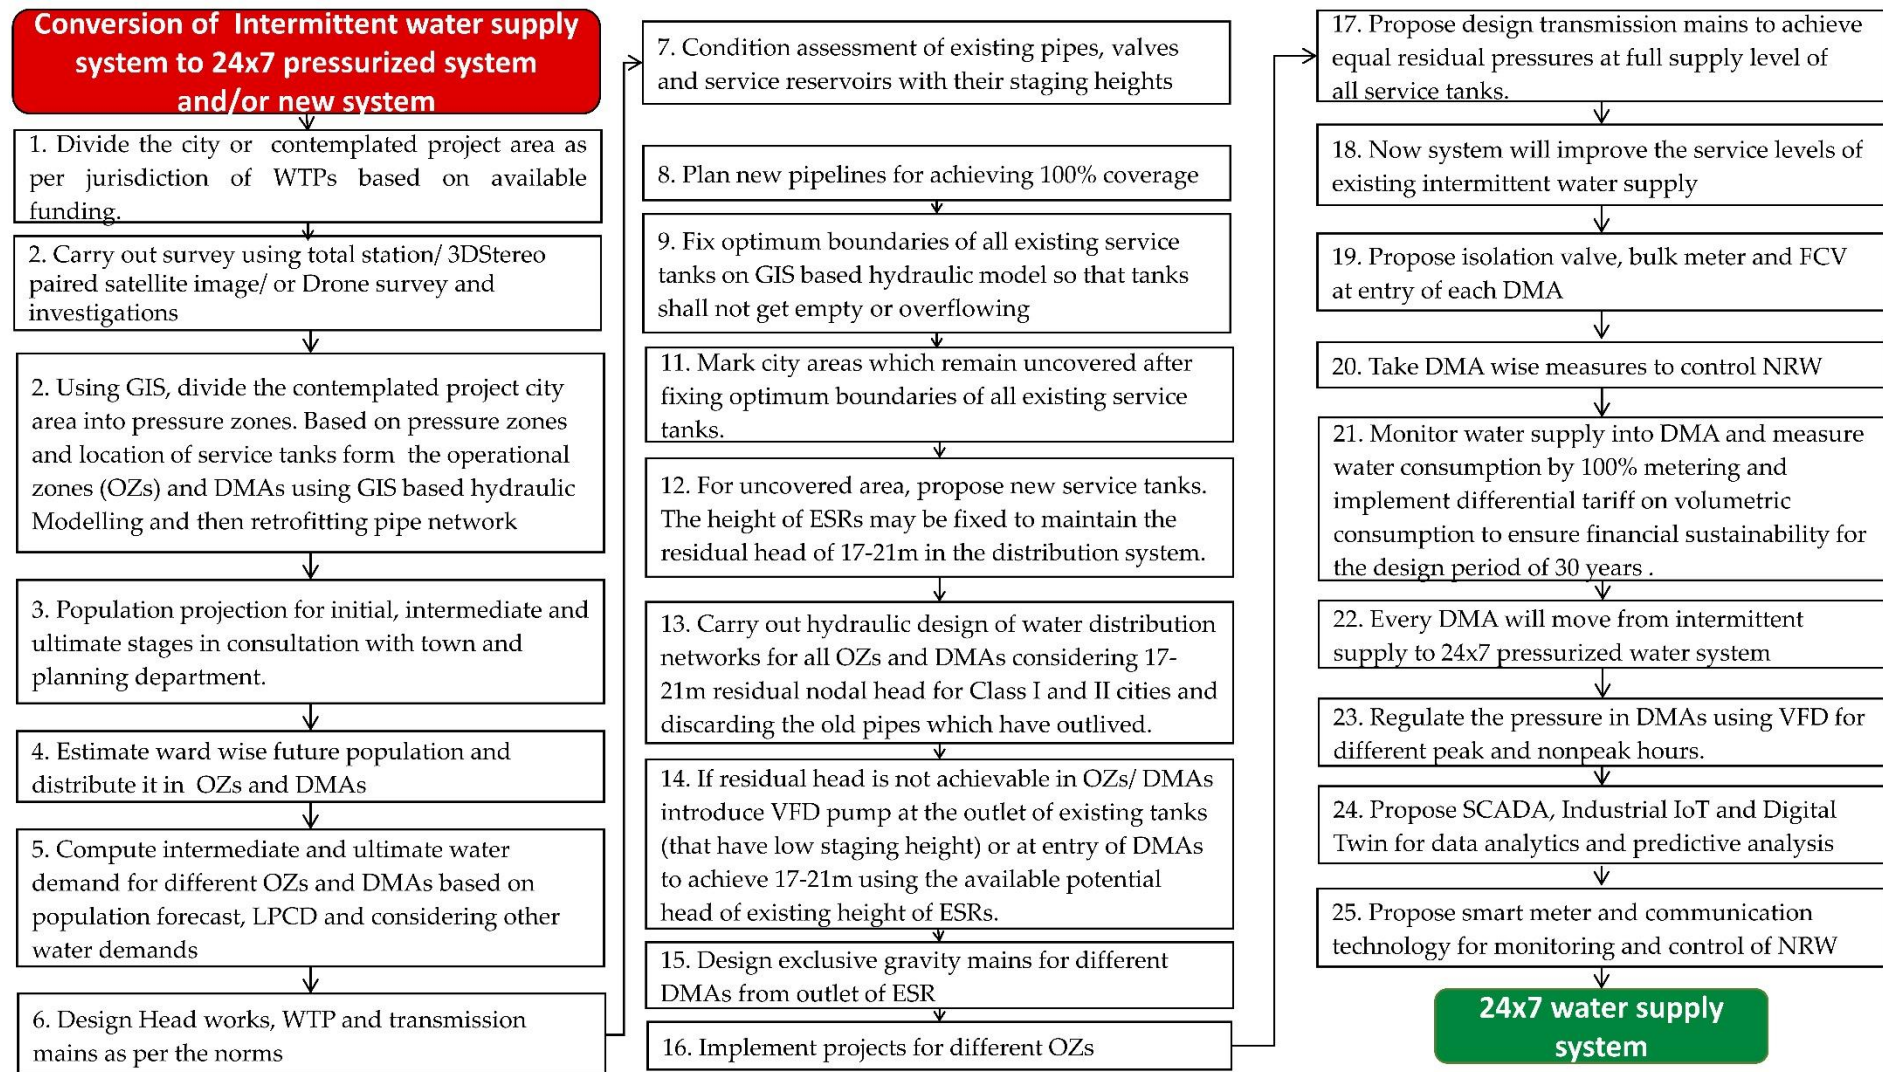 Conversion of Intermittent water supply
system to 24x7 pressurized system
and/or new system
1. Divide the city or contemplated project area as
per jurisdiction of WTPs based on available
funding.
2. Carry out survey using total station/ 3DStereo
paired satellite image/ or Drone survey and
investigations
2. Using GIS, divide the contemplated project city
area into pressure zones. Based on pressure zones
and location of service tanks form the operational
zones (OZs) and DMAs using GIS based hydraulic
Modelling and then retrofitting pipe network
3. Population projection for initial, intermediate and
ultimate stages in consultation with town and
planning department.
4. Estimate ward wise future population and
distribute it in OZs and DMAs
5. Compute intermediate and ultimate water
demand for different OZs and DMAs based on
population forecast, LPCD and considering other
water demands
6. Design Head works, WTP and transmission
mains as per the norms
7. Condition assessment of existing pipes, valves
and service reservoirs with their staging heights
8. Plan new pipelines for achieving 100% coverage
9. Fix optimum boundaries of all existing service
tanks on GIS based hydraulic model so that tanks
shall not get empty or overflowing
11. Mark city areas which remain uncovered after
fixing optimum boundaries of all existing service
tanks.
12. For uncovered area, propose new service tanks.
The height of ESRs may be fixed to maintain the
residual head of 17-21m in the distribution system.
13. Carry out hydraulic design of water distribution
networks for all OZs and DMAs considering 17-
21m residual nodal head for Class I and II cities and
discarding the old pipes which have outlived.
14. If residual head is not achievable in OZs/ DMAs
introduce VFD pump at the outlet of existing tanks
(that have low staging height) or at entry of DMAs
to achieve 17-21m using the available potential
head of existing height of ESRs.
15. Design exclusive gravity mains for different
DMAs from outlet of ESR
16. Implement projects for different OZs
17. Propose design transmission mains to achieve
equal residual pressures at full supply level of
all service tanks.
18. Now system will improve the service levels of
existing intermittent water supply
19. Propose isolation valve, bulk meter and FCV
at entry of each DMA
20. Take DMA wise measures to control NRW
21. Monitor water supply into DMA and measure
water consumption by 100% metering and
implement differential tariff on volumetric
consumption to ensure financial sustainability for
the design period of 30 years .
22. Every DMA will move from intermittent
supply to 24x7 pressurized water system
23. Regulate the pressure in DMAs using VFD for
different peak and nonpeak hours.
24. Propose SCADA, Industrial IoT and Digital
Twin for data analytics and predictive analysis
25. Propose smart meter and communication
technology for monitoring and control of NRW
24x7 water supply
system